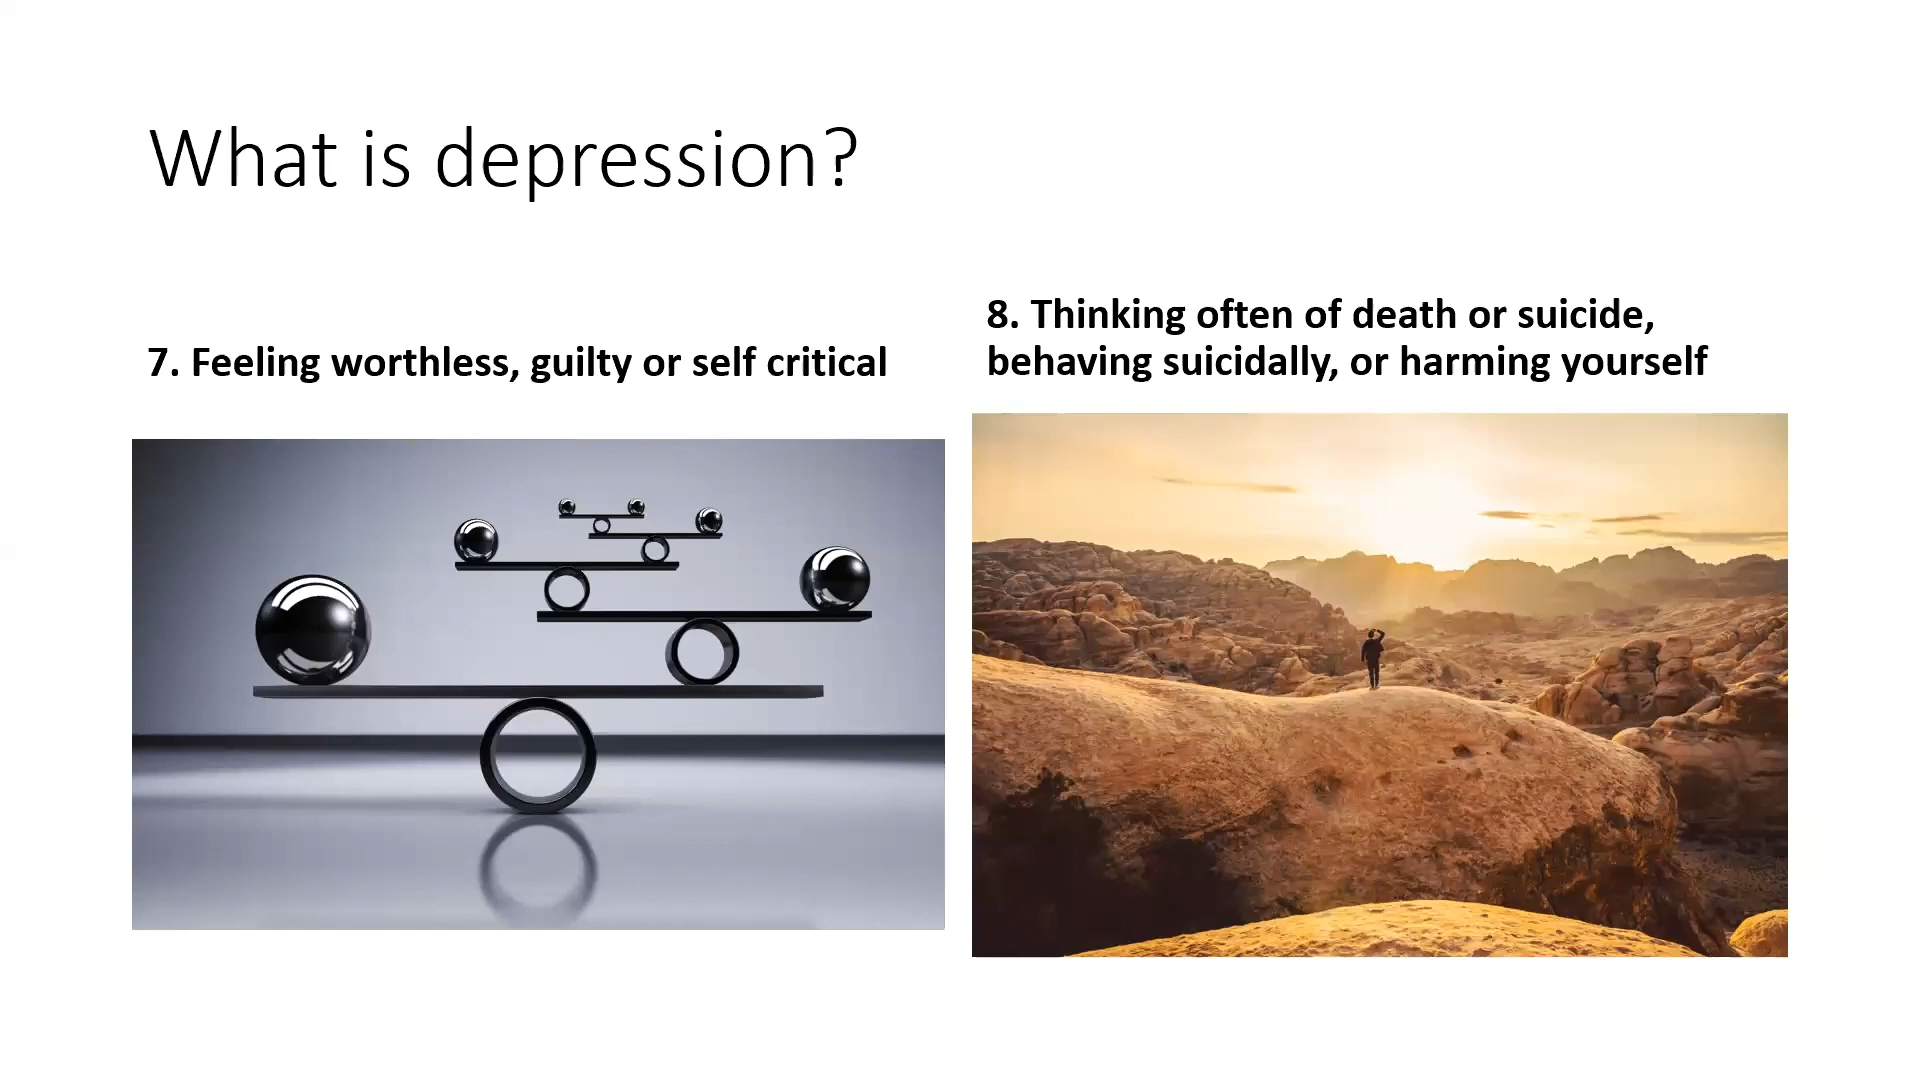 What is depression?
7. Feeling worthless, guilty or self critical
8. Thinking often of death or suicide,
behaving suicidally, or harming yourself